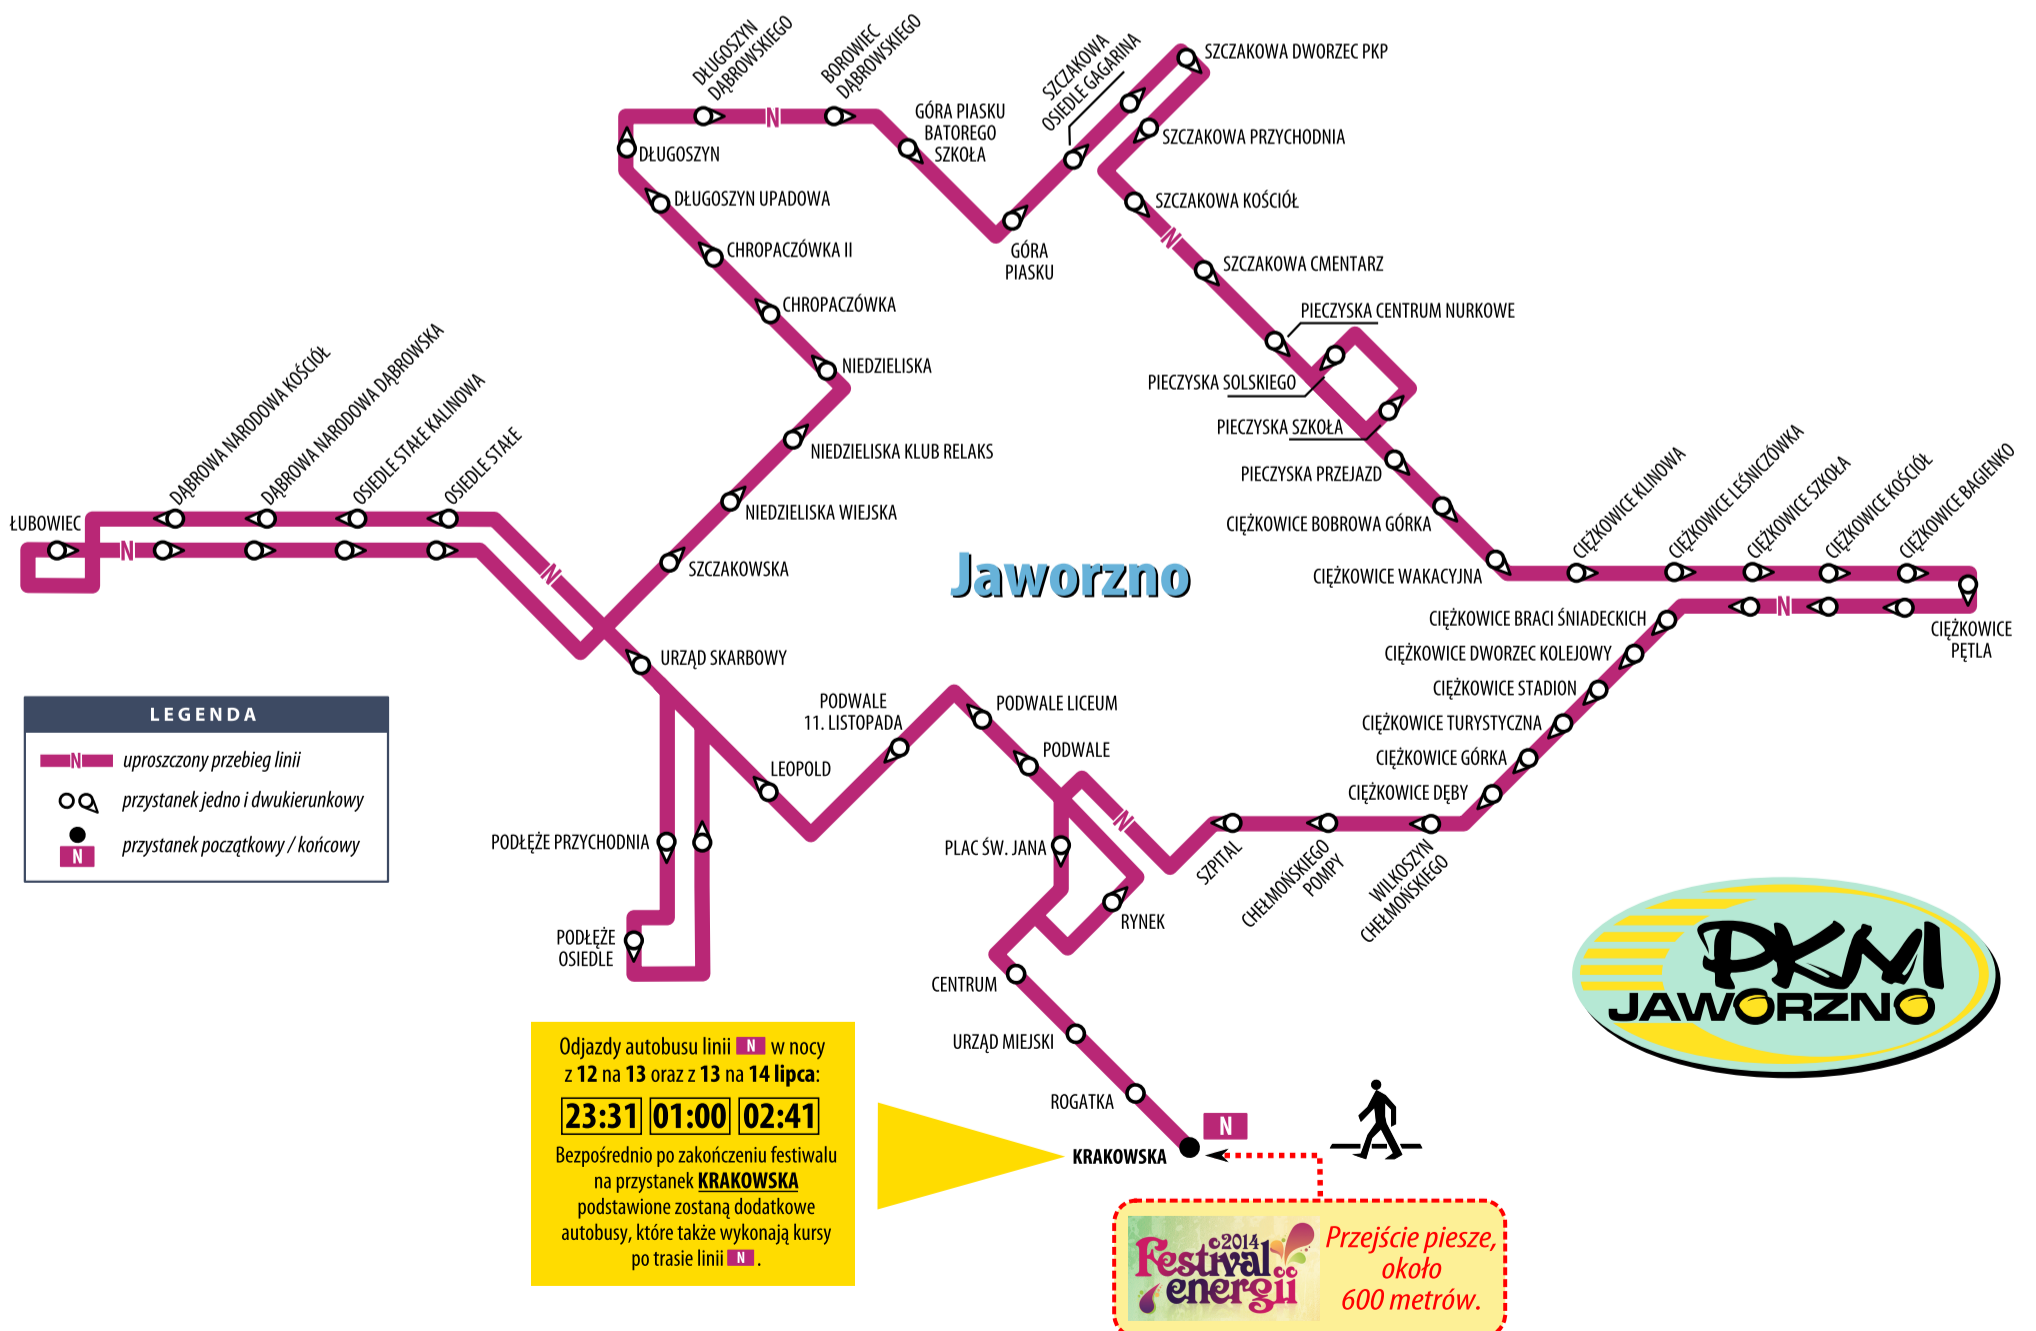 DŁUGOSZYN
DĄBROWSKIEGO
BOROWIEC
DĄBROWSKIEGO
GÓRA PIASKU
BATOREGO
SZKOŁA
SZCZAKOWA
OSIEDLE GAGARINA
SZCZAKOWA DWORZEC PKP
N
DŁUGOSZYN
SZCZAKOWA PRZYCHODNIA
DŁUGOSZYN UPADOWA
SZCZAKOWA KOŚCIÓŁ
N
CHROPACZÓWKA II
GÓRA
PIASKU
SZCZAKOWA CMENTARZ
CHROPACZÓWKA
PIECZYSKA CENTRUM NURKOWE
NIEDZIELISKA
PIECZYSKA SOLSKIEGO
PIECZYSKA SZKOŁA
NIEDZIELISKA KLUB RELAKS
PIECZYSKA PRZEJAZD
DĄBROWA NARODOWA KOŚCIÓŁ
DĄBROWA NARODOWA DĄBROWSKA
OSIEDLE STAŁE KALINOWA
OSIEDLE STAŁE
ŁUBOWIEC
N
N
NIEDZIELISKA WIEJSKA
CIĘŻKOWICE BOBROWA GÓRKA
CIĘŻKOWICE KLINOWA
CIĘŻKOWICE LEŚNICZÓWKA
CIĘŻKOWICE SZKOŁA
CIĘŻKOWICE KOŚCIÓŁ
CIĘŻKOWICE BAGIENKO
SZCZAKOWSKA
Jaworzno
CIĘŻKOWICE WAKACYJNA
N
CIĘŻKOWICE
PĘTLA
CIĘŻKOWICE BRACI ŚNIADECKICH
CIĘŻKOWICE DWORZEC KOLEJOWY
CIĘŻKOWICE STADION
CIĘŻKOWICE TURYSTYCZNA
CIĘŻKOWICE GÓRKA
CIĘŻKOWICE DĘBY
URZĄD SKARBOWY
PODWALE
11. LISTOPADA
PODWALE LICEUM
PODWALE
LEOPOLD
N
LEGENDA
N uproszczony przebieg linii
przystanek jedno i dwukierunkowy
N przystanek początkowy / końcowy
PODŁĘŻE PRZYCHODNIA
PLAC ŚW. JANA
SZPITAL
CHEŁMOŃSKIEGO
POMPY
WILKOSZYN
CHEŁMOŃSKIEGO
RYNEK
PODŁĘŻE
OSIEDLE
CENTRUM
URZĄD MIEJSKI
ROGATKA
KRAKOWSKA
N
PKM
JAWORZNO
Odjazdy autobusu linii N w nocy
z 12 na 13 oraz z 13 na 14 lipca:
23:31 01:00 02:41
Bezpośrednio po zakończeniu festiwalu
na przystanek KRAKOWSKA
podstawione zostaną dodatkowe
autobusy, które także wykonają kursy
po trasie linii N .
2014
Festival
energii
Przejście piesze,
około
600 metrów.